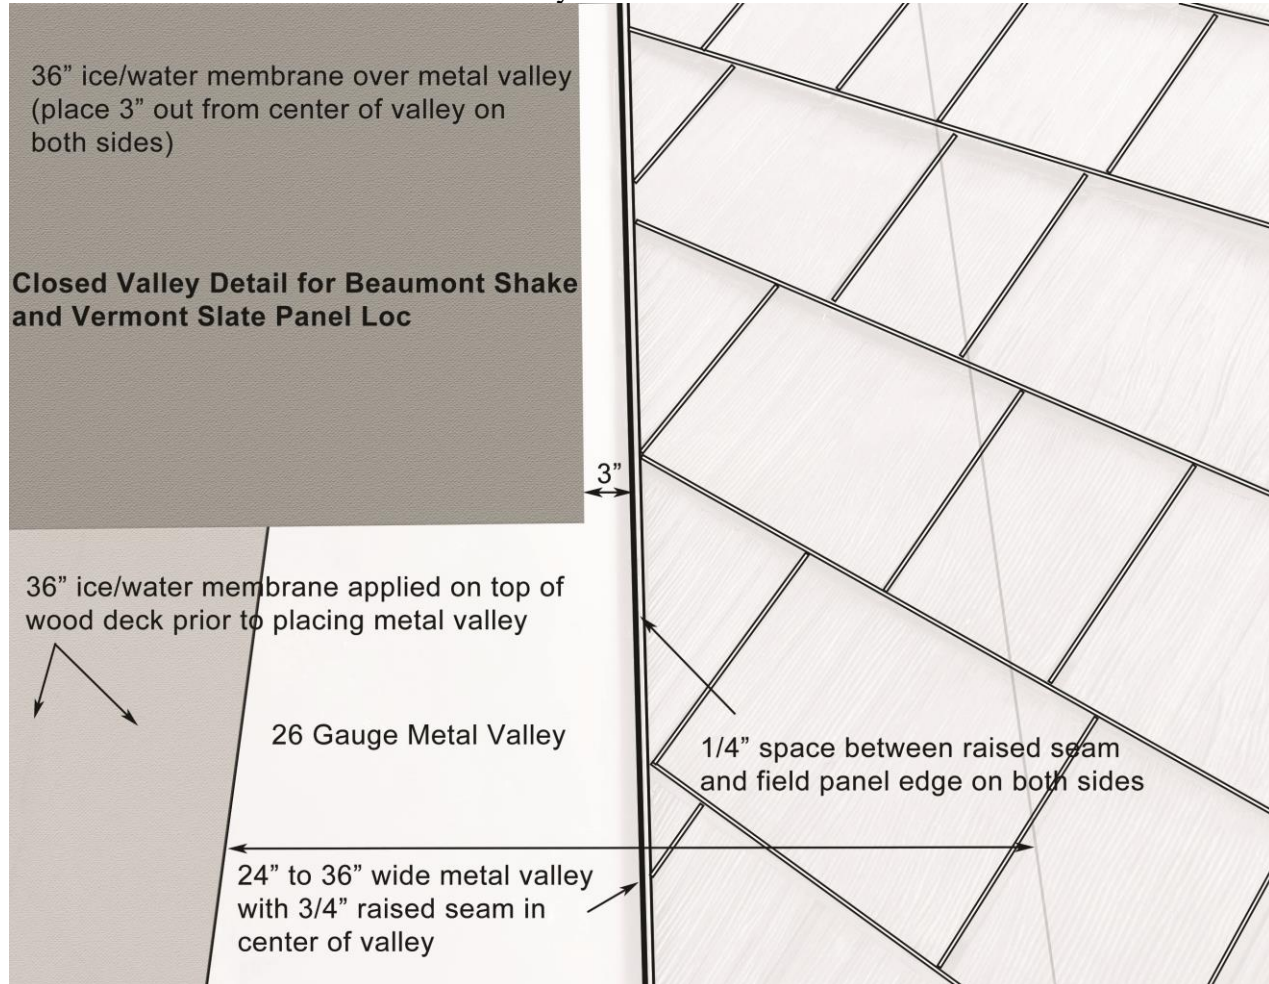 36” ice/water membrane over metal valley
(place 3” out from center of valley on
both sides)
Closed Valley Detail for Beaumont Shake
and Vermont Slate Panel Loc
3”
36” ice/water membrane applied on top of
wood deck prior to placing metal valley
26 Gauge Metal Valley
1/4” space between raised seam
and field panel edge on both sides
24” to 36” wide metal valley
with 3/4” raised seam in
center of valley